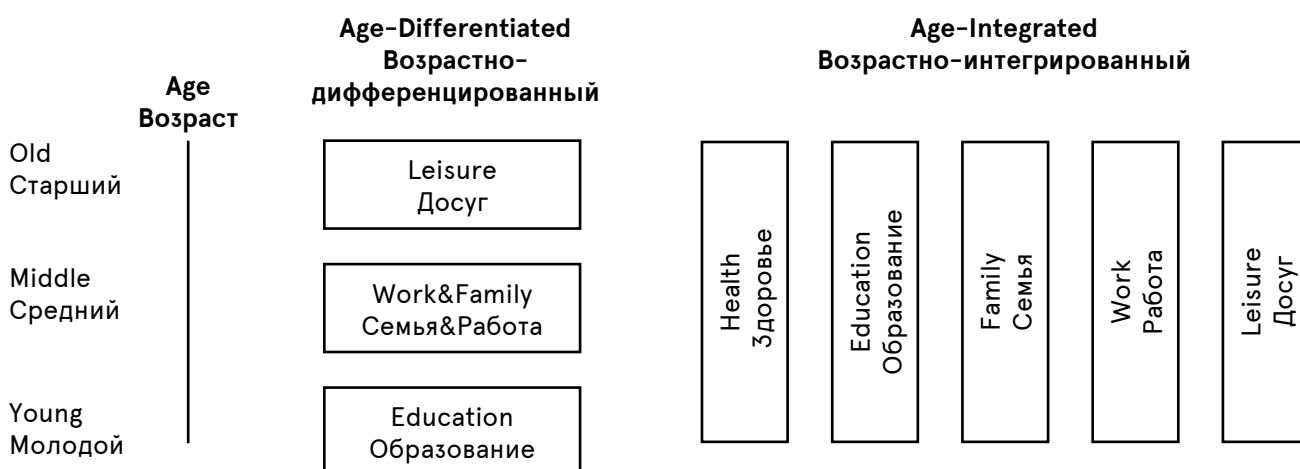 Age-Differentiated
Возрастно-
дифференцированный
Age-Integrated
Возрастно-интегрированный
Age
Возраст
Old
Старший
Middle
Средний
Young
Молодой
Leisure
Досуг
Work&Family
Семья&Работа
Education
Образование
Health
Здоровье
Education
Образование
Family
Семья
Work
Работа
Leisure
Досуг